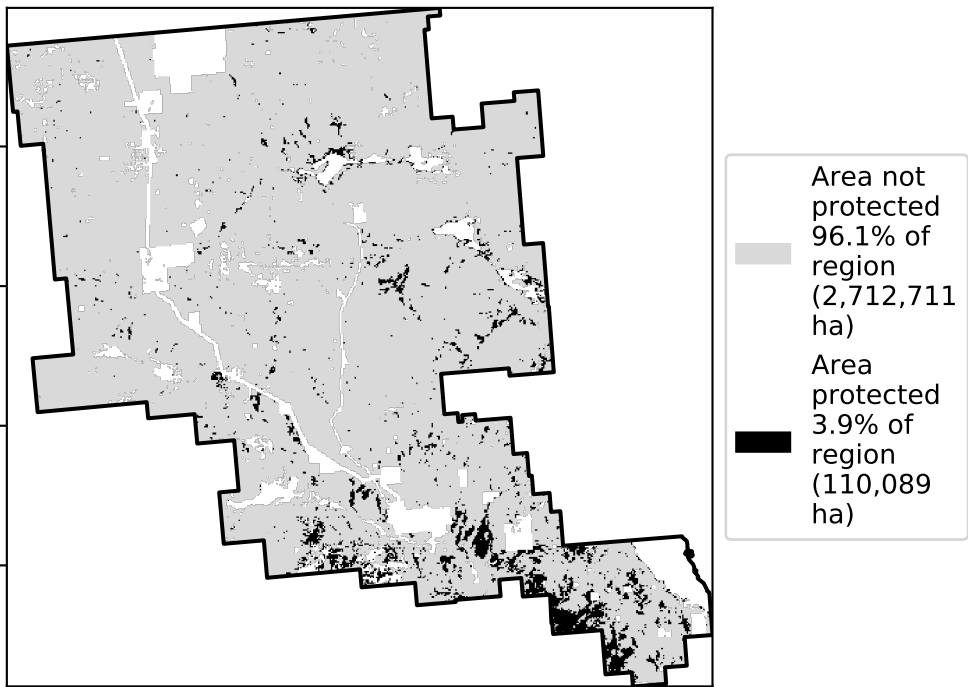 Area not
protected
96.1% of
region
(2,712,711
ha)
Area
protected
3.9% of
region
(110,089
ha)